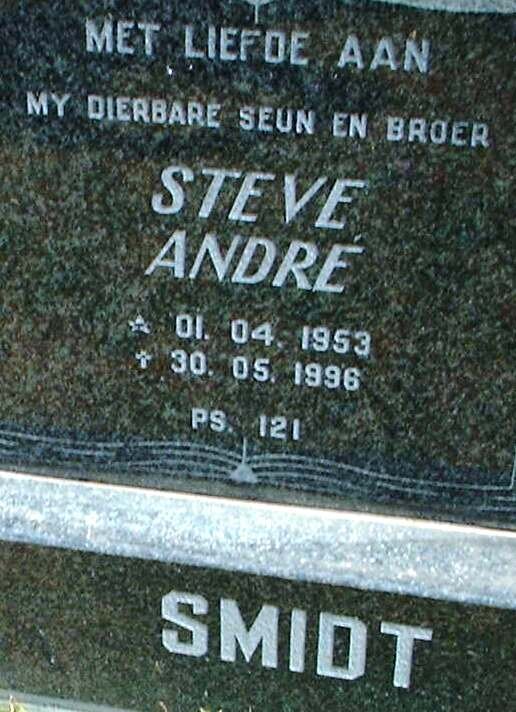 MET LIEFDE AAN
MY DIERBARE SEUN EN BROER
STEVE
ANDRÉ
☆ 01. 04. 1953
✝ 30. 05. 1996
PS. 121
SMIDT